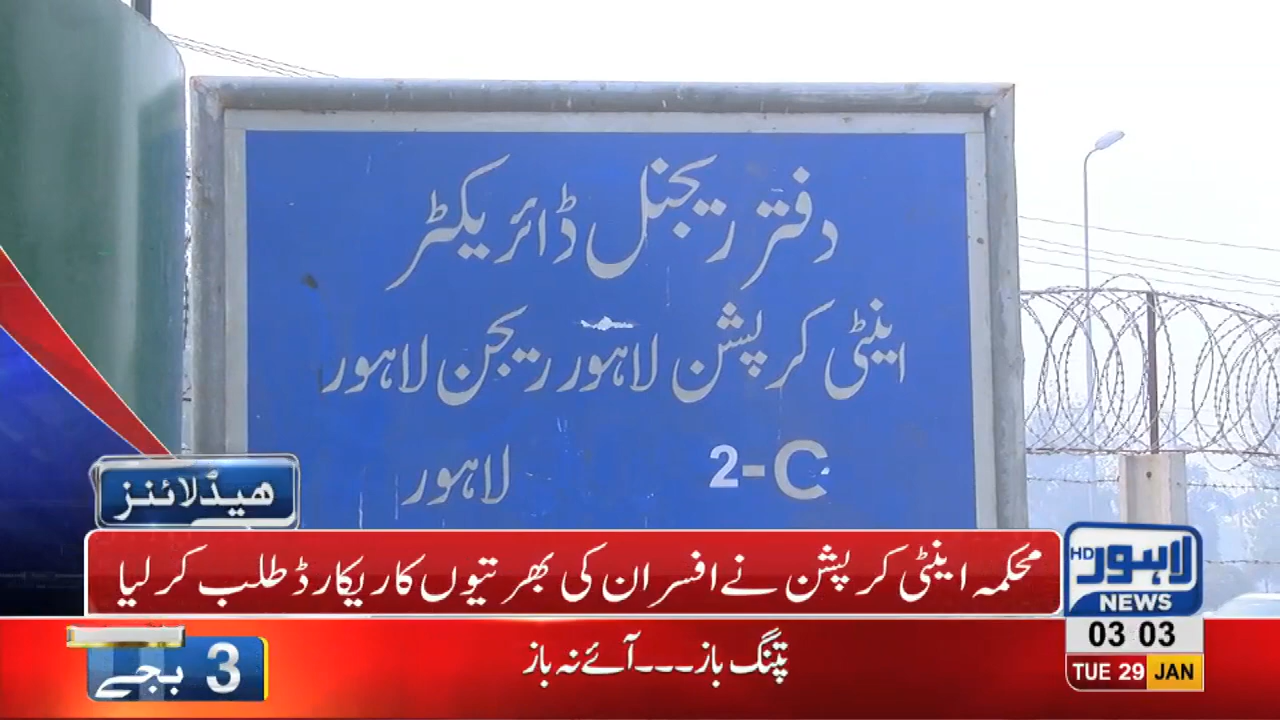 دفتر ریجنل ڈائریکٹر
اینٹی کرپشن لاہور ریجن لاہور
2-C لاہور
ھیڈلائنز
محکمہ اینٹی کرپشن نے افسران کی بھرتیوں کا ریکارڈ طلب کر لیا
HD لاہور
NEWS
03 03
TUE 29 JAN
3 بجے
پتنگ باز ۔۔۔ آئے نہ باز